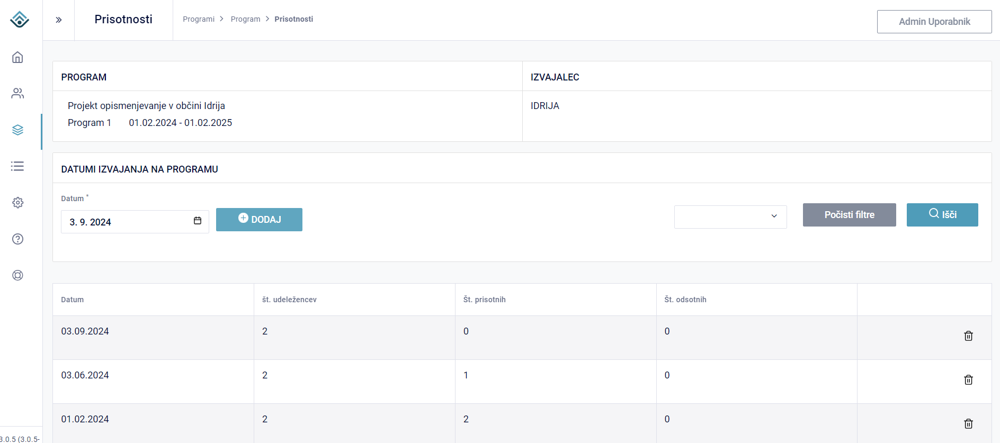 Prisotnosti
Programi > Program > Prisotnosti
Admin Uporabnik
PROGRAM
IZVAJALEC
Projekt opismenjevanje v občini Idrija
Program 1 01.02.2024 - 01.02.2025
IDRIJA
DATUMI IZVAJANJA NA PROGRAMU
Datum *
3. 9. 2024
DODAJ
Počisti filtre
Išči
Datum št. udeležencev Št. prisotnih Št. odsotnih
03.09.2024 2 0 0
03.06.2024 2 1 0
01.02.2024 2 2 0
3.0.5 (3.0.5-